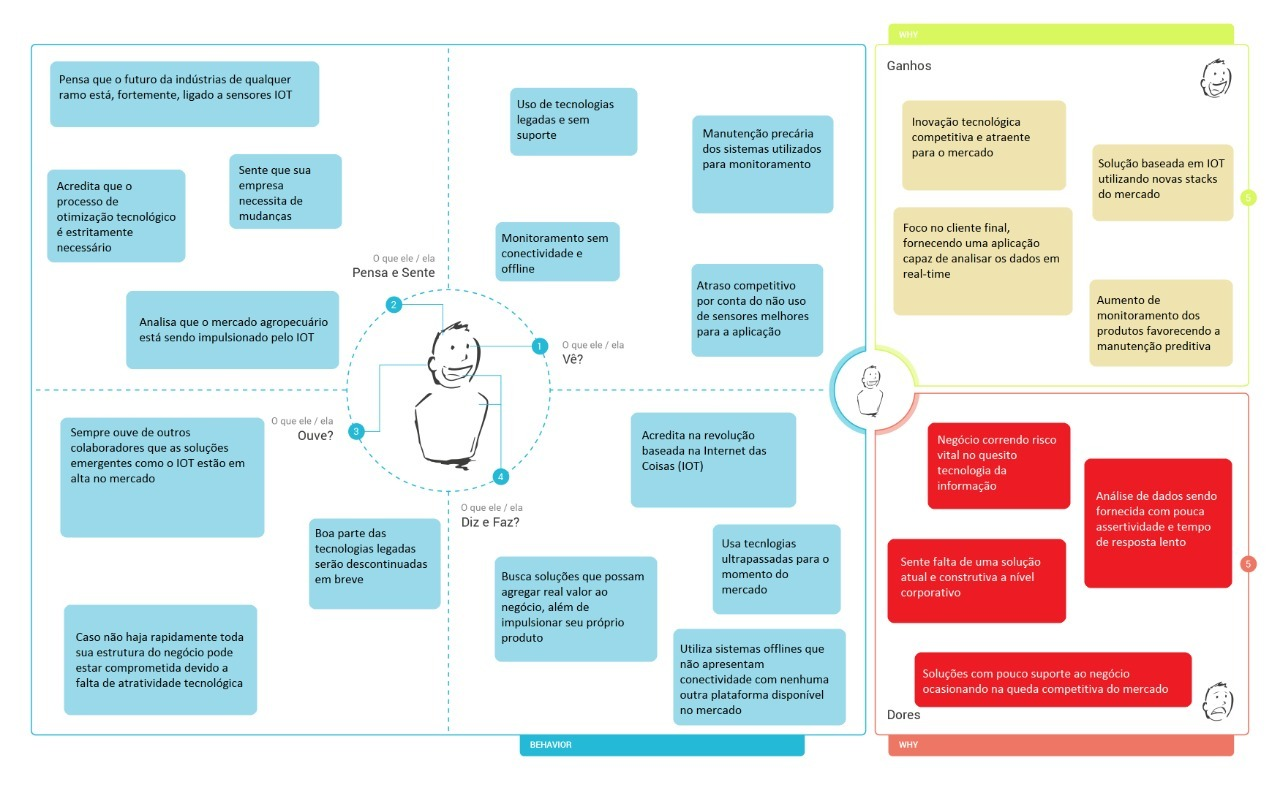 WHY
Ganhos
Pensa que o futuro da indústrias de qualquer
ramo está, fortemente, ligado a sensores IOT
Acredita que o
processo de
otimização tecnológico
é estritamente
necessário
Sente que sua
empresa
necessita de
mudanças
Analisa que o mercado agropecuário
está sendo impulsionado pelo IOT
O que ele / ela
Pensa e Sente
2
Uso de tecnologias
legadas e sem
suporte
Manutenção precária
dos sistemas utilizados
para monitoramento
Monitoramento sem
conectividade e
offline
Atraso competitivo
por conta do não uso
de sensores melhores
para a aplicação
1
O que ele / ela
Vê?
Inovação tecnológica
competitiva e atraente
para o mercado
Solução baseada em IOT
utilizando novas stacks
do mercado
5
Foco no cliente final,
fornecendo uma aplicação
capaz de analisar os dados em
real-time
Aumento de
monitoramento dos
produtos favorecendo a
manutenção preditiva
O que ele / ela
Ouve?
3
Sempre ouve de outros
colaboradores que as soluções
emergentes como o IOT estão em
alta no mercado
Boa parte das
tecnologias legadas
serão descontinuadas
em breve
Caso não haja rapidamente toda
sua estrutura do negócio pode
estar comprometida devido a
falta de atratividade tecnológica
4
O que ele / ela
Diz e Faz?
Acredita na revolução
baseada na Internet das
Coisas (IOT)
Usa tecnlogias
ultrapassadas para o
momento do
mercado
Busca soluções que possam
agregar real valor ao
negócio, além de
impulsionar seu próprio
produto
Utiliza sistemas offlines que
não apresentam
conectividade com nenhuma
outra plataforma disponível
no mercado
Negócio correndo risco
vital no quesito
tecnologia da
informação
Análise de dados sendo
fornecida com pouca
assertividade e tempo
de resposta lento
5
Sente falta de uma solução
atual e construtiva a nível
corporativo
Soluções com pouco suporte ao negócio
ocasionando na queda competitiva do mercado
Dores
BEHAVIOR
WHY